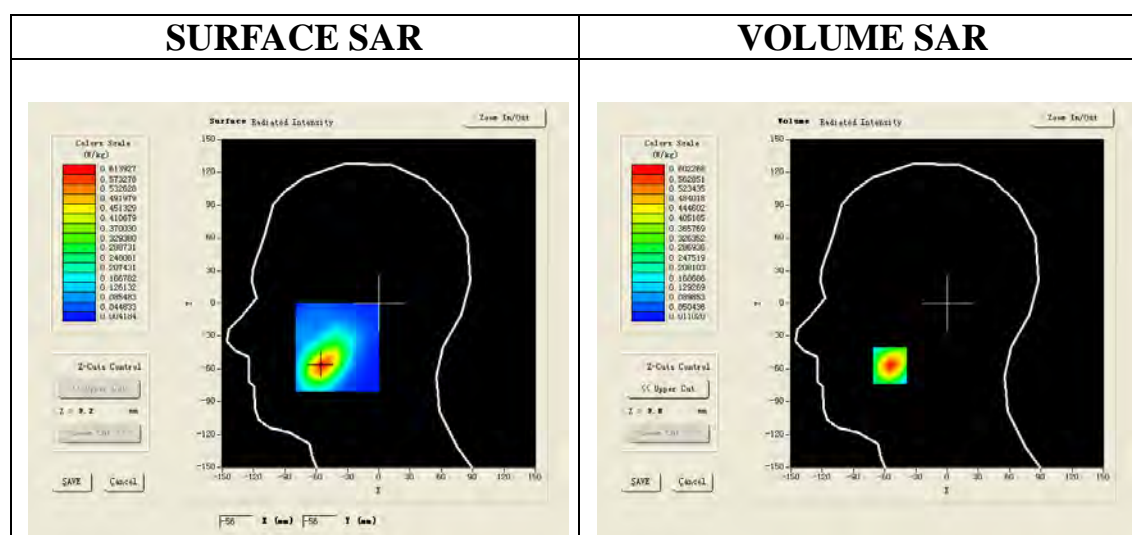 SURFACE SAR
VOLUME SAR
Surface Radiated Intensity
Zoom In/Out
Colors Scale
(W/kg)
0.613927
0.573278
0.532628
0.491979
0.451329
0.410679
0.370030
0.329380
0.288731
0.248081
0.207431
0.166782
0.126132
0.085483
0.044833
0.004184
150
120
90
60
30
0
-30
-60
-90
-120
-150
-150 -120 -90 -60 -30 0 30 60 90 120 150
Z-Cuts Control
<< Upper Cut
mm
SAVE
Cancel
-56 X (mm) -56 Y (mm)
Volume Radiated Intensity
Zoom In/Out
Colors Scale
(W/kg)
0.602268
0.562851
0.523435
0.484018
0.444602
0.405185
0.365769
0.326352
0.286936
0.247519
0.208103
0.168686
0.129269
0.089853
0.050436
0.011020
150
120
90
60
30
0
-30
-60
-90
-120
-150
-150 -120 -90 -60 -30 0 30 60 90 120 150
Z-Cuts Control
<< Upper Cut
mm
SAVE
Cancel